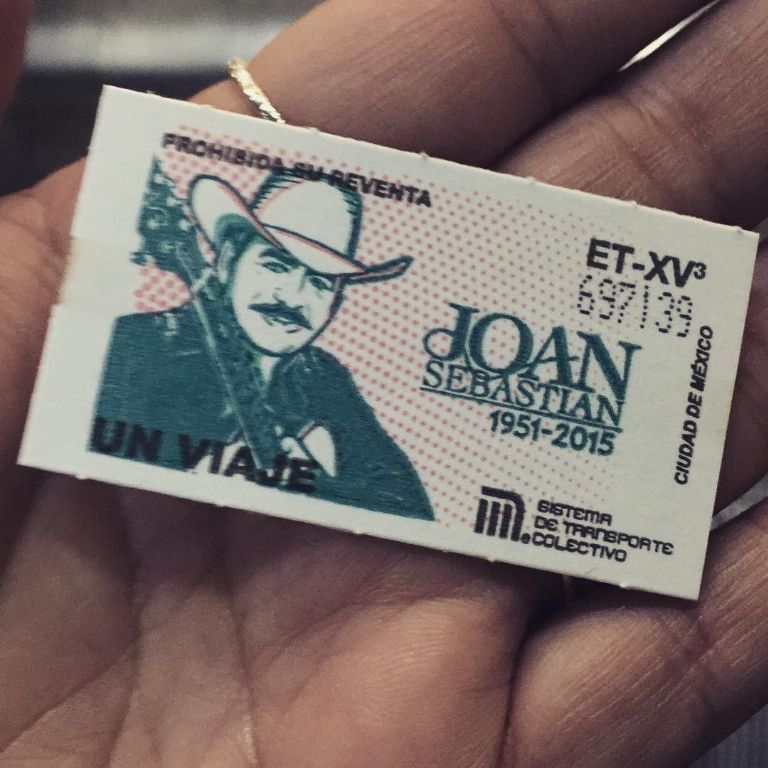 PROHIBIDA SU REVENTA
ET-XV³
697139
JOAN
SEBASTIAN
1951-2015
CIUDAD DE MÉXICO
UN VIAJE
SISTEMA
DE TRANSPORTE
COLECTIVO